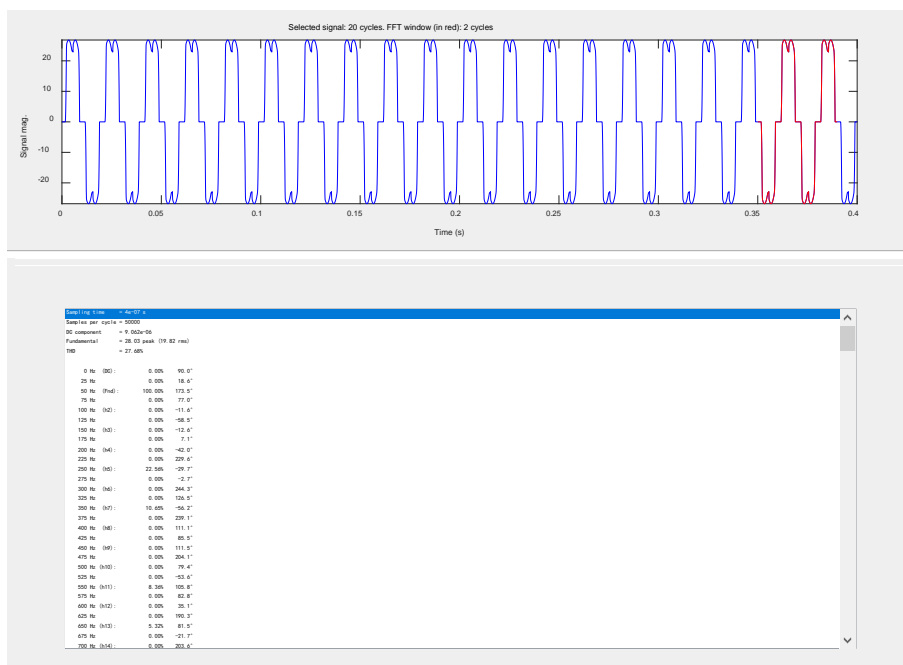 Selected signal: 20 cycles. FFT window (in red): 2 cycles
20
10
0
-10
-20
Signal mag.
0 0.05 0.1 0.15 0.2 0.25 0.3 0.35 0.4
Time (s)
Sampling time = 4e-07 s
Samples per cycle = 50000
DC component = 9.062e-06
Fundamental = 28.03 peak (19.82 rms)
THD = 27.68%
0 Hz (DC): 0.00% 90.0°
25 Hz 0.00% 18.6°
50 Hz (Fnd): 100.00% 173.5°
75 Hz 0.00% 77.0°
100 Hz (h2): 0.00% -11.6°
125 Hz 0.00% -58.5°
150 Hz (h3): 0.00% -12.6°
175 Hz 0.00% 7.1°
200 Hz (h4): 0.00% -42.0°
225 Hz 0.00% 229.6°
250 Hz (h5): 22.56% -29.7°
275 Hz 0.00% -2.7°
300 Hz (h6): 0.00% 244.3°
325 Hz 0.00% 126.5°
350 Hz (h7): 10.65% -56.2°
375 Hz 0.00% 239.1°
400 Hz (h8): 0.00% 111.1°
425 Hz 0.00% 85.5°
450 Hz (h9): 0.00% 111.5°
475 Hz 0.00% 204.1°
500 Hz (h10): 0.00% 79.4°
525 Hz 0.00% -53.6°
550 Hz (h11): 8.36% 105.8°
575 Hz 0.00% 82.8°
600 Hz (h12): 0.00% 35.1°
625 Hz 0.00% 190.3°
650 Hz (h13): 5.32% 81.5°
675 Hz 0.00% -21.7°
700 Hz (h14): 0.00% 203.6°